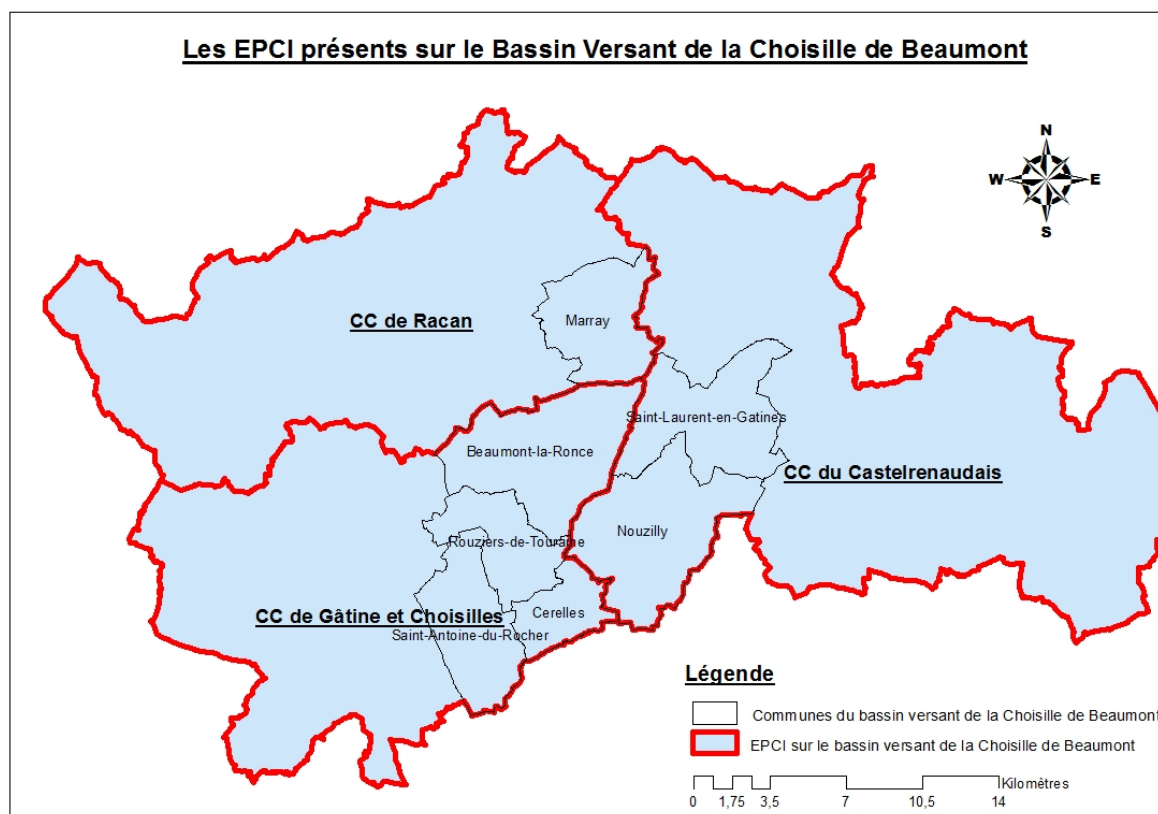 Les EPCI présents sur le Bassin Versant de la Choisille de Beaumont
N
W E
S
CC de Racan
Marray
Saint-Laurent-en-Gatines
Beaumont-la-Ronce
CC du Castelrenaudais
Nouzilly
Rouziers-de-Touraine
CC de Gâtine et Choisilles
Cerelles
Saint-Antoine-du-Rocher
Légende
Communes du bassin versant de la Choisille de Beaumont
EPCI sur le bassin versant de la Choisille de Beaumont
Kilomètres
0 1,75 3,5 7 10,5 14